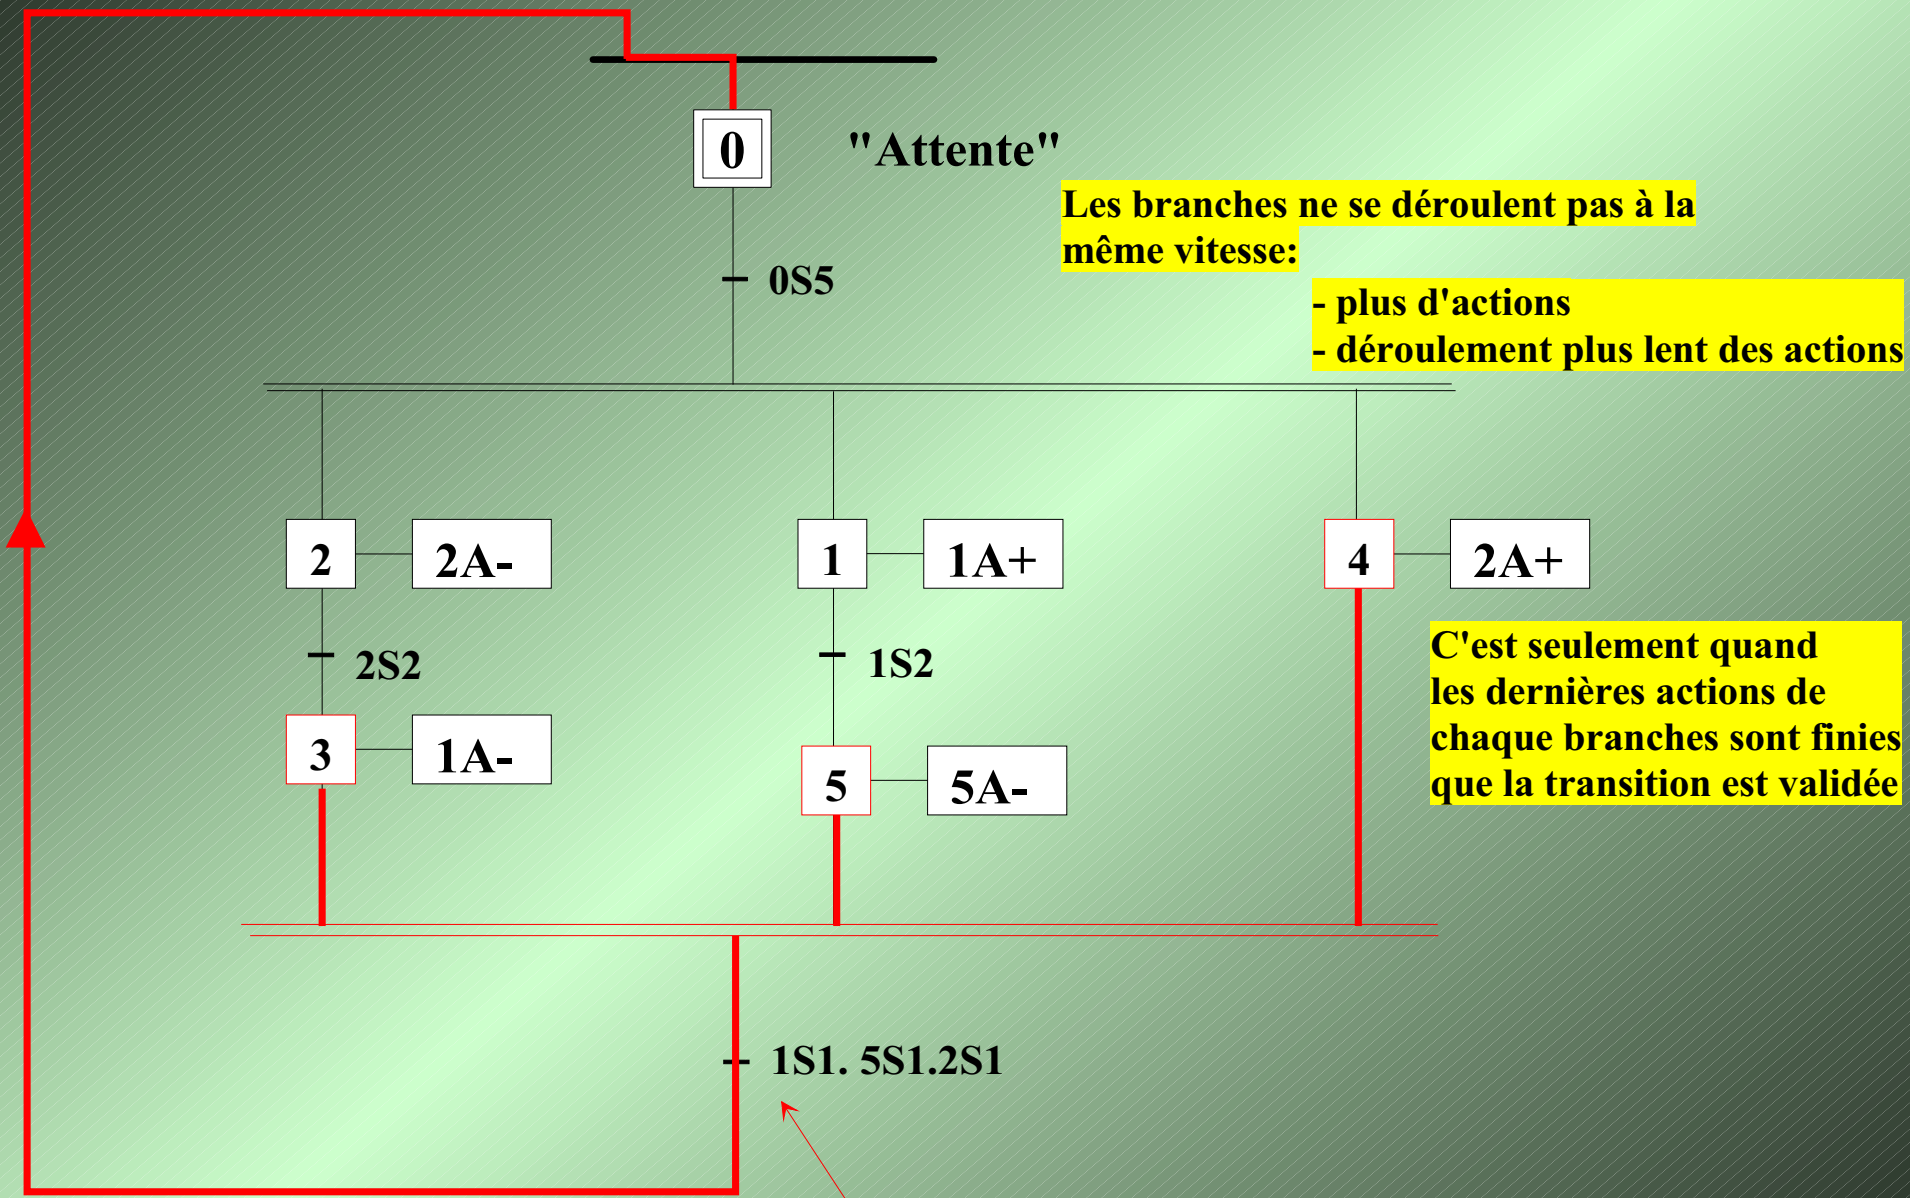 0 "Attente"
Les branches ne se déroulent pas à la
même vitesse:
0S5
- plus d'actions
- déroulement plus lent des actions
2 2A- 1 1A+ 4 2A+
2S2 1S2
C'est seulement quand
les dernières actions de
chaque branches sont finies
que la transition est validée
3 1A- 5 5A-
1S1. 5S1.2S1